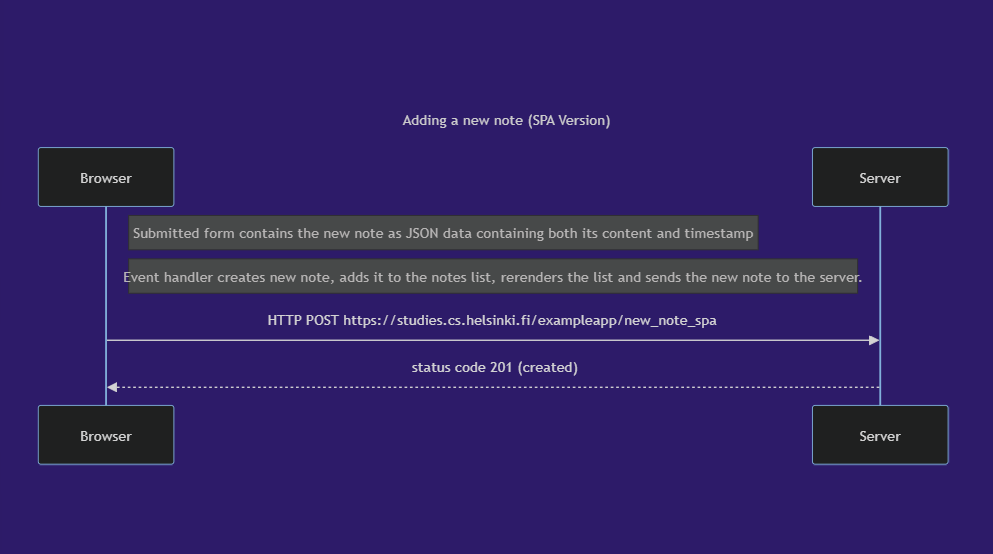 Adding a new note (SPA Version)
Browser
Server
Submitted form contains the new note as JSON data containing both its content and timestamp
Event handler creates new note, adds it to the notes list, rerenders the list and sends the new note to the server.
HTTP POST https://studies.cs.helsinki.fi/exampleapp/new_note_spa
status code 201 (created)
Browser
Server